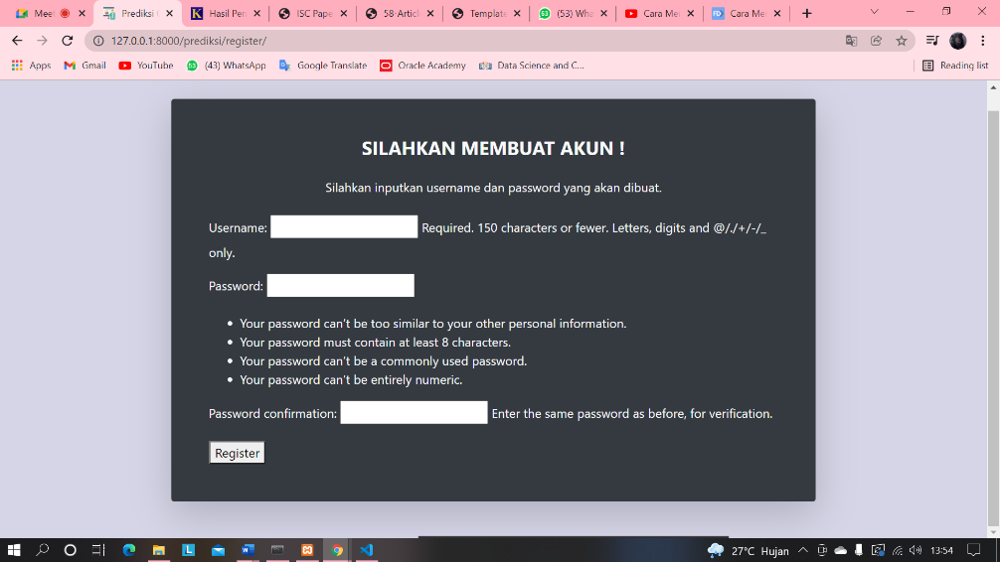 Meet
Prediksi
Hasil Per
ISC Pape
58-Articl
Template
(53) Wha
Cara Me
Cara Me
127.0.0.1:8000/prediksi/register/
Apps
Gmail
YouTube
(43) WhatsApp
Google Translate
Oracle Academy
Data Science and C...
Reading list
SILAHKAN MEMBUAT AKUN !
Silahkan inputkan username dan password yang akan dibuat.
Username: Required. 150 characters or fewer. Letters, digits and @/./+/-/_
only.
Password:
• Your password can't be too similar to your other personal information.
• Your password must contain at least 8 characters.
• Your password can't be a commonly used password.
• Your password can't be entirely numeric.
Password confirmation: Enter the same password as before, for verification.
Register
27°C Hujan
13:54